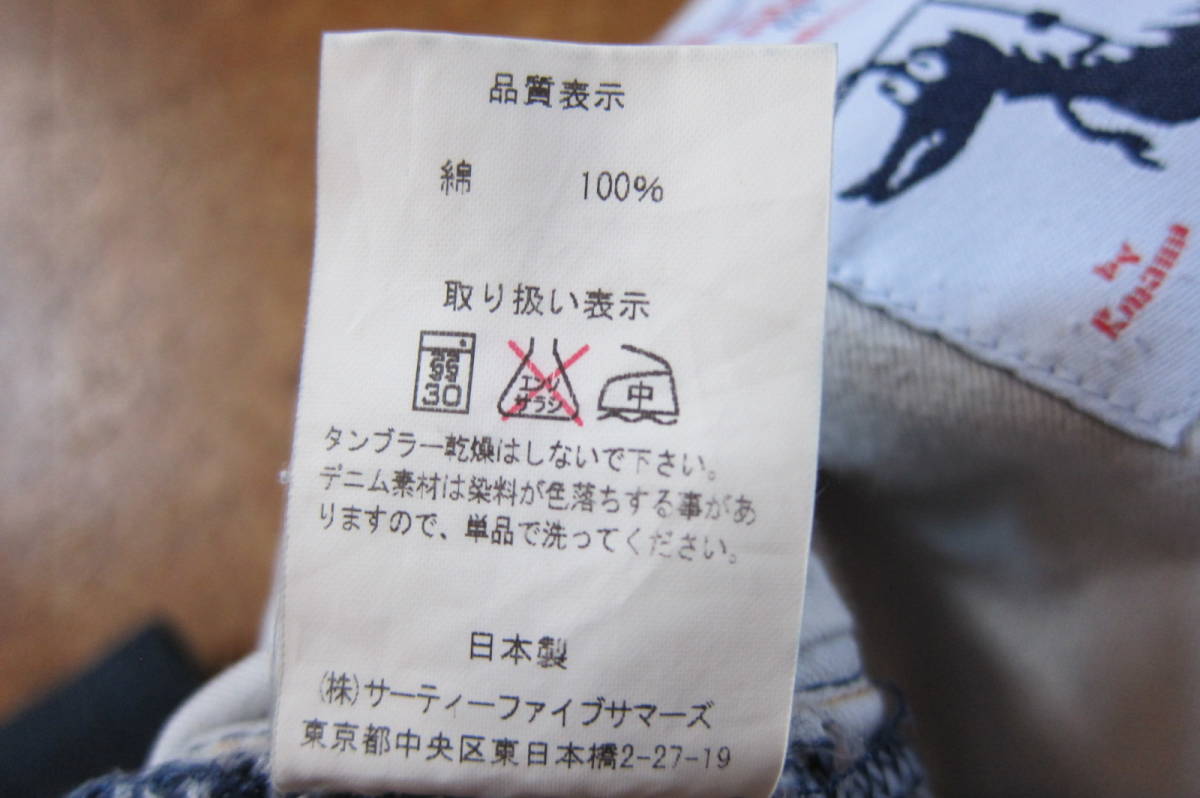 品質表示
綿 100%
取り扱い表示
30
エンソ
サラシ
中
タンブラー乾燥はしないで下さい。
デニム素材は染料が色落ちする事があ
りますので、単品で洗ってください。
日本製
(株)サーティーファイブサマーズ
東京都中央区東日本橋2-27-19
by